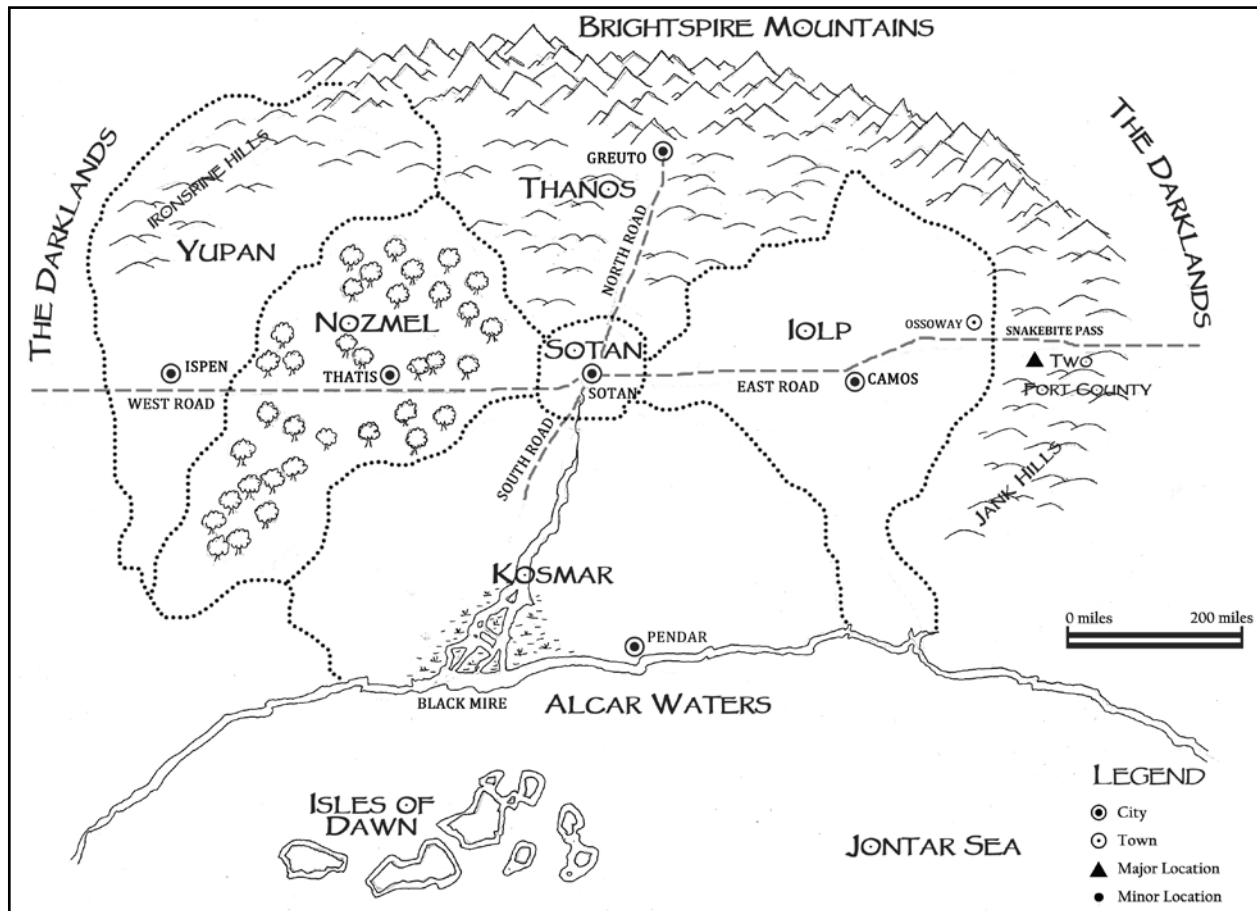 BRIGHTSPIRE MOUNTAINS
THE DARKLANDS
THE DARKLANDS
IRONSPINE HILLS
GREUTO
THANOS
YUPAN
NORTH ROAD
NOZMEL
IOLP
OSSOWAY
SNAKEBITE PASS
SOTAN
ISPEN
THATIS
TWO
FORT COUNTY
SOTAN
EAST ROAD
CAMOS
WEST ROAD
SOUTH ROAD
JANK HILLS
KOSMAR
0 miles
200 miles
PENDAR
BLACK MIRE
ALCAR WATERS
ISLES OF
DAWN
JONTAR SEA
LEGEND
City
Town
Major Location
Minor Location